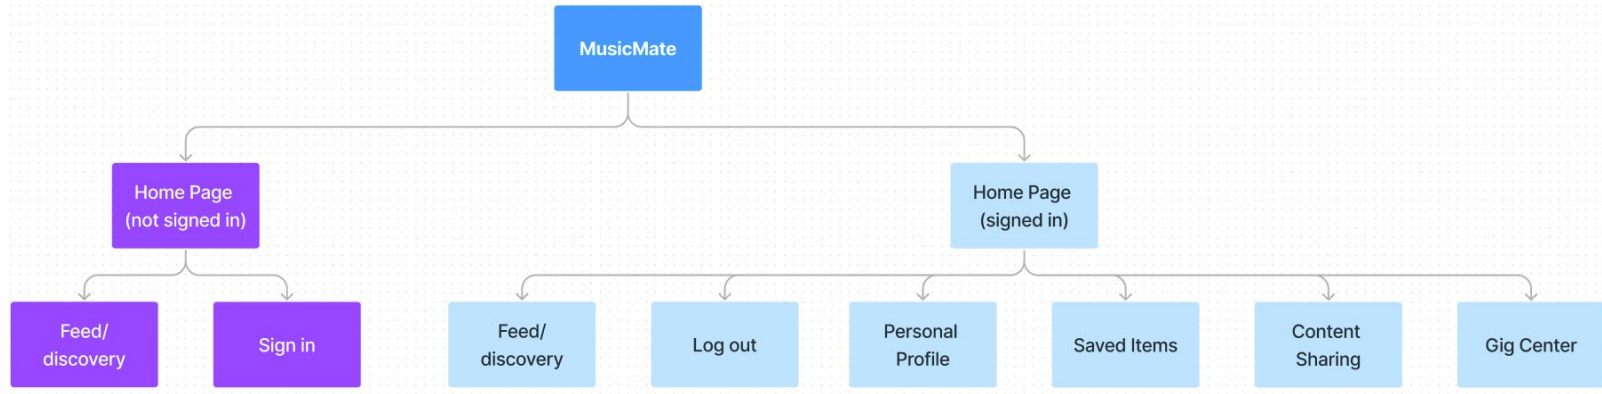 MusicMate
Home Page
(not signed in)
Home Page
(signed in)
Feed/
discovery
Sign in
Feed/
discovery
Log out
Personal
Profile
Saved Items
Content
Sharing
Gig Center